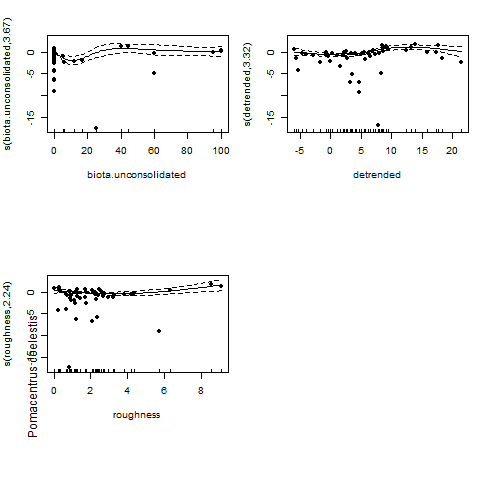 s(biota.unconsolidated,3.67)
0
-5
-15
0 20 40 60 80 100
biota.unconsolidated
s(detrended,3.32)
0
-5
-15
-5 0 5 10 15 20
detrended
s(roughness,2.24)
0
-5
-15
0 2 4 6 8
roughness
Pomacentrus coelestis